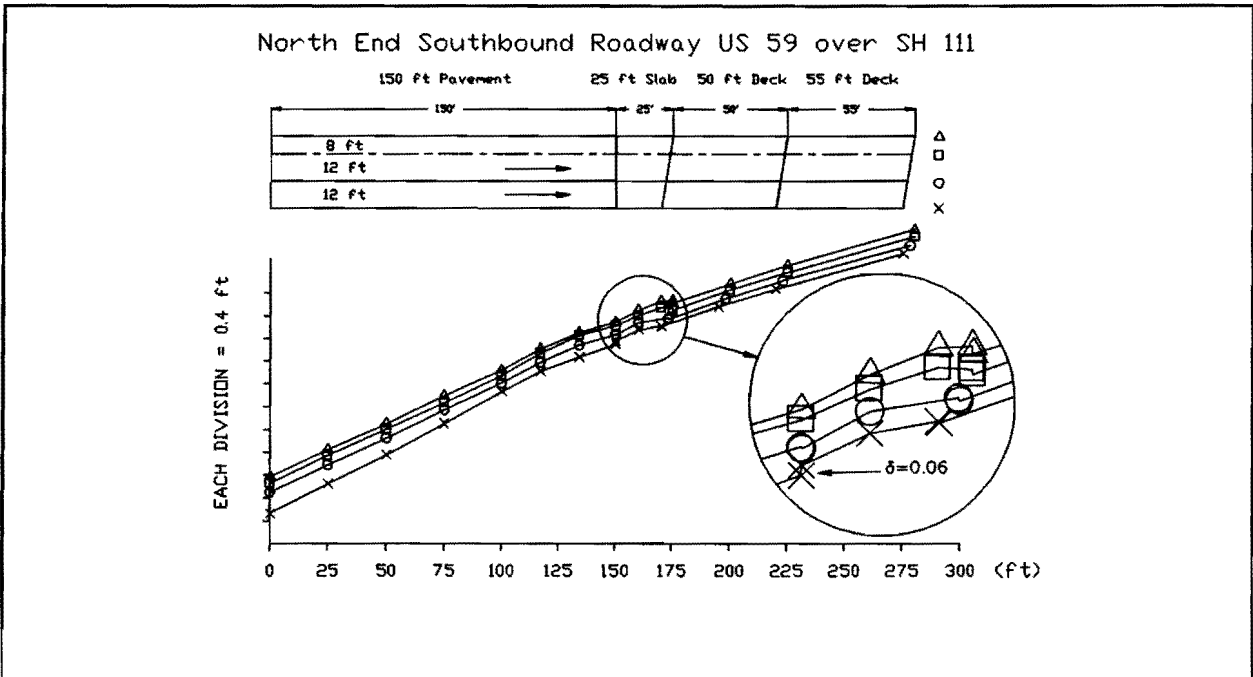 North End Southbound Roadway US 59 over SH 111
150 ft Pavement 25 ft Slab 50 ft Deck 55 ft Deck
150' 25' 50' 55'
8 ft
12 ft
12 ft
EACH DIVISION = 0.4 ft
δ=0.06
0 25 50 75 100 125 150 175 200 225 250 275 300 (ft)